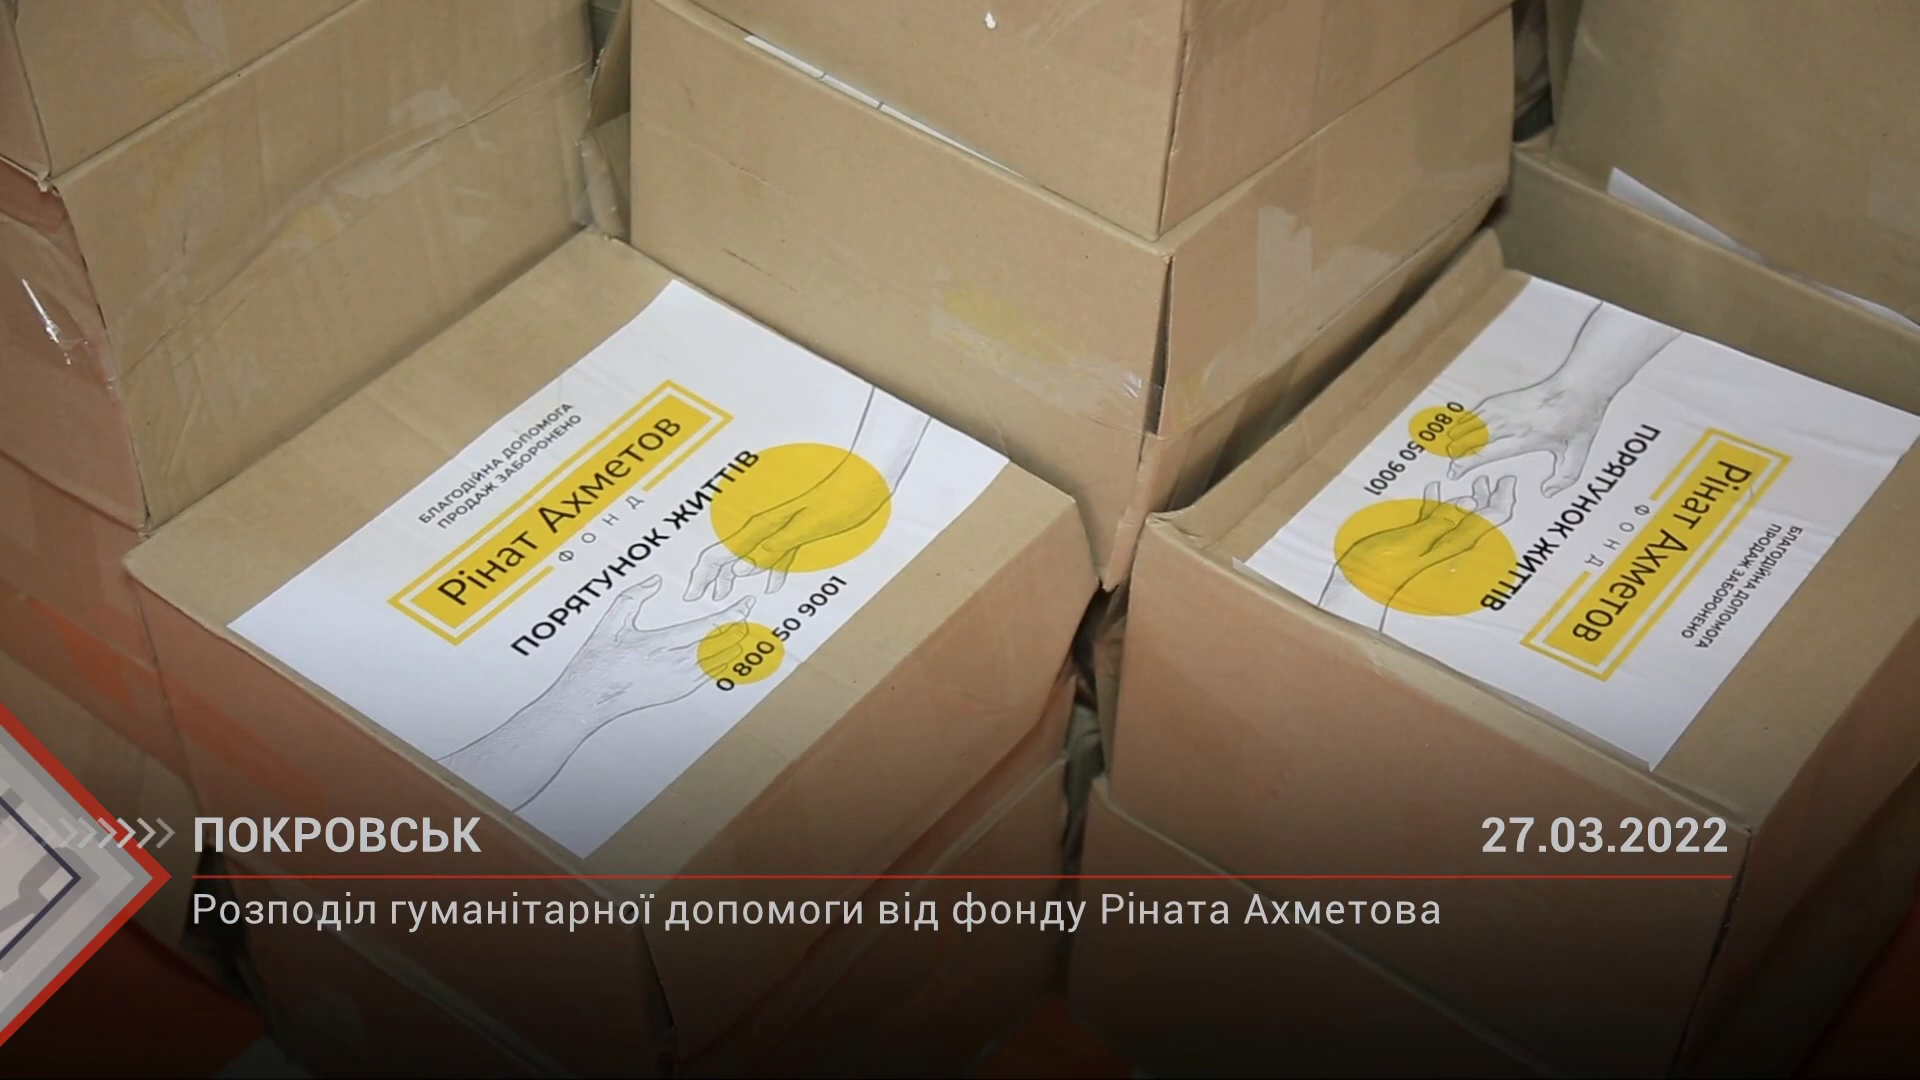 БЛАГОДІЙНА ДОПОМОГА
ПРОДАЖ ЗАБОРОНЕНО
Рінат Ахметов
ФОНД
ПОРЯТУНОК ЖИТТІВ
0 800 50 9001
БЛАГОДІЙНА ДОПОМОГА
ПРОДАЖ ЗАБОРОНЕНО
Рінат Ахметов
ФОНД
ПОРЯТУНОК ЖИТТІВ
0 800 50 9001
ПОКРОВСЬК
27.03.2022
Розподіл гуманітарної допомоги від фонду Ріната Ахметова